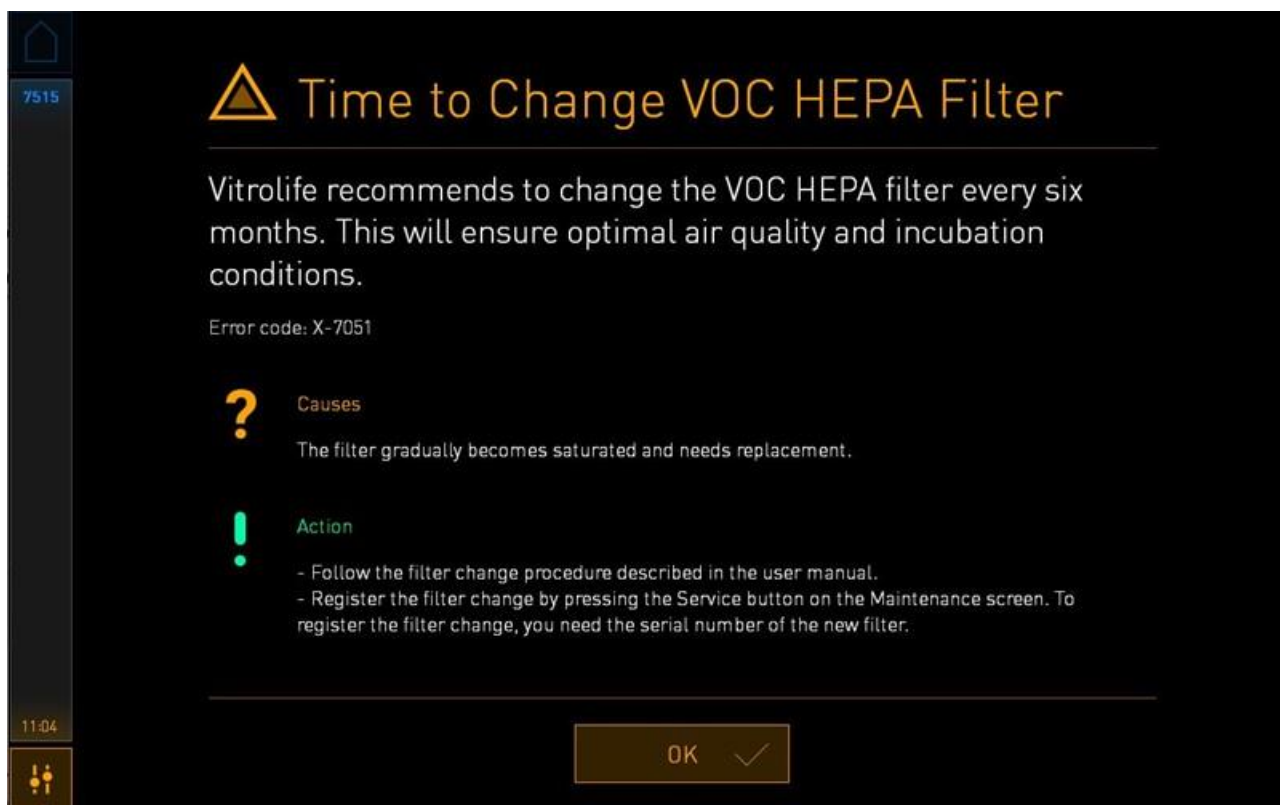 7515
Time to Change VOC HEPA Filter
Vitrolife recommends to change the VOC HEPA filter every six
months. This will ensure optimal air quality and incubation
conditions.
Error code: X-7051
Causes
The filter gradually becomes saturated and needs replacement.
Action
- Follow the filter change procedure described in the user manual.
- Register the filter change by pressing the Service button on the Maintenance screen. To
register the filter change, you need the serial number of the new filter.
11:04
OK